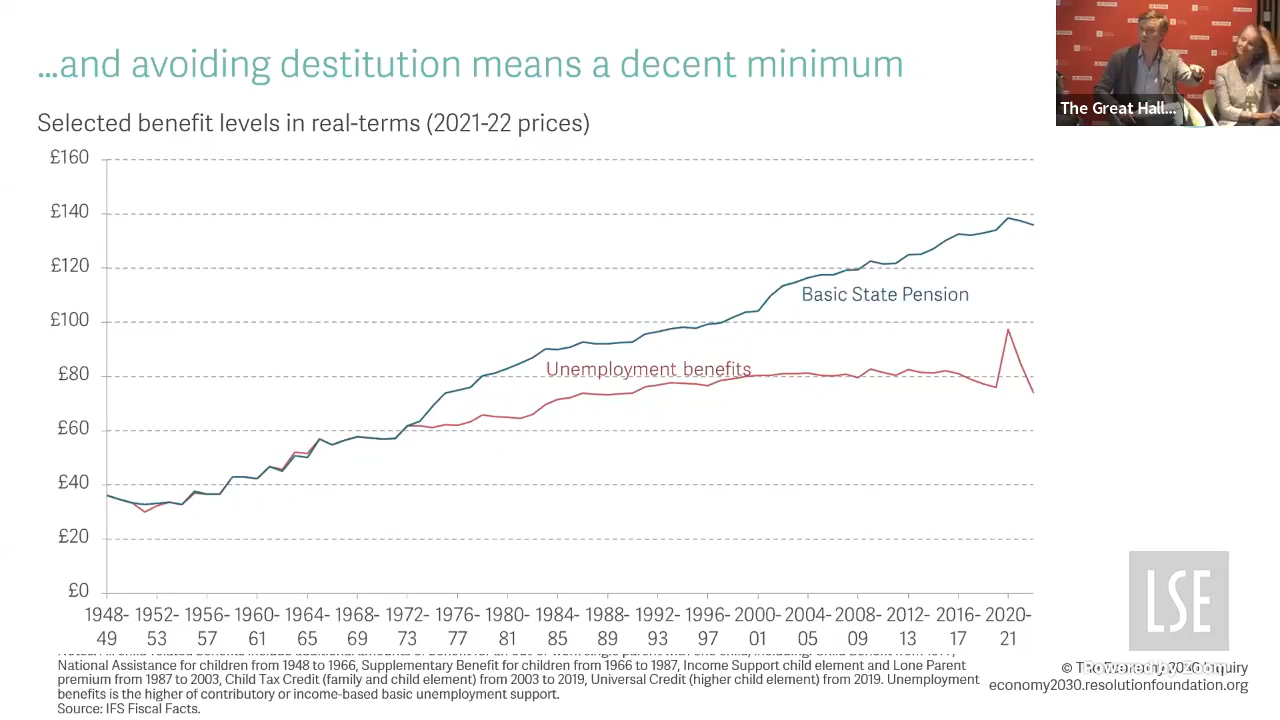 ...and avoiding destitution means a decent minimum
The Great Hall...
Selected benefit levels in real-terms (2021-22 prices)
£160
£140
£120
£100
£80
£60
£40
£20
£0
Basic State Pension
Unemployment benefits
1948- 1952- 1956- 1960- 1964- 1968- 1972- 1976- 1980- 1984- 1988- 1992- 1996- 2000- 2004- 2008- 2012- 2016- 2020-
49 53 57 61 65 69 73 77 81 85 89 93 97 01 05 09 13 17 21
National Assistance for children from 1948 to 1966, Supplementary Benefit for children from 1966 to 1987, Income Support child element and Lone Parent
premium from 1987 to 2003, Child Tax Credit (family and child element) from 2003 to 2019, Universal Credit (higher child element) from 2019. Unemployment
benefits is the higher of contributory or income-based basic unemployment support.
Source: IFS Fiscal Facts.
LSE
Powered by Zoom
© The Economy 2030 Inquiry
economy2030.resolutionfoundation.org